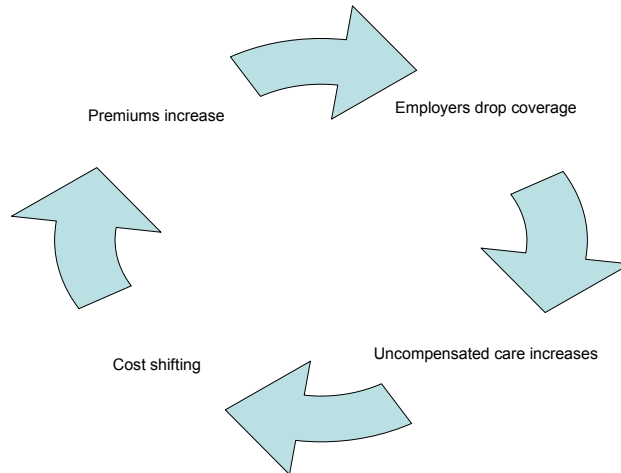 Premiums increase
Employers drop coverage
Uncompensated care increases
Cost shifting